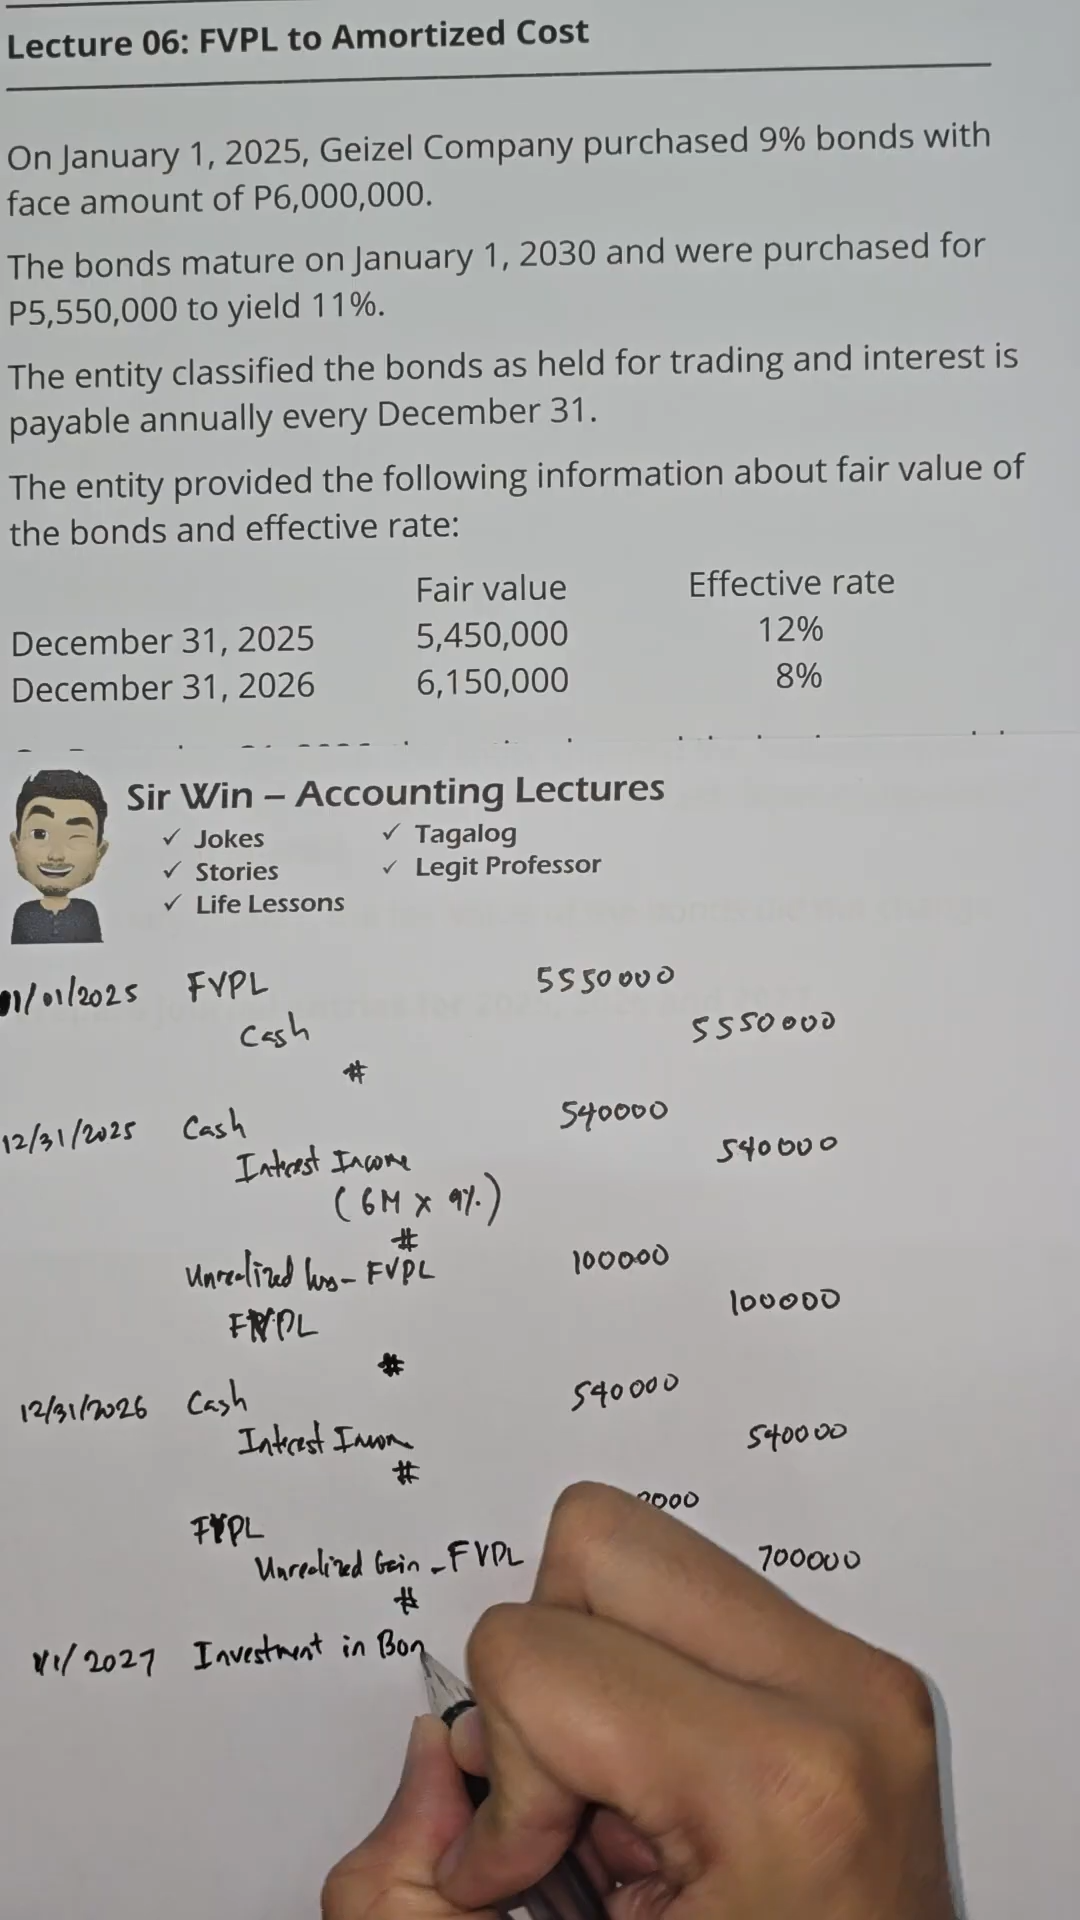 Lecture 06: FVPL to Amortized Cost
On January 1, 2025, Geizel Company purchased 9% bonds with
face amount of P6,000,000.
The bonds mature on January 1, 2030 and were purchased for
P5,550,000 to yield 11%.
The entity classified the bonds as held for trading and interest is
payable annually every December 31.
The entity provided the following information about fair value of
the bonds and effective rate:
Fair value Effective rate
December 31, 2025 5,450,000 12%
December 31, 2026 6,150,000 8%
Sir Win – Accounting Lectures
✓ Jokes ✓ Tagalog
✓ Stories ✓ Legit Professor
✓ Life Lessons
01/01/2025 FVPL 5550000
Cash 5550000
#
12/31/2025 Cash 540000
Interest Income 540000
(6M x 9%)
#
Unrealized loss - FVPL 100000
FVPL 100000
#
12/31/2026 Cash 540000
Interest Income 540000
#
FVPL 000
Unrealized Gain - FVPL 700000
#
1/1/2027 Investment in Bon